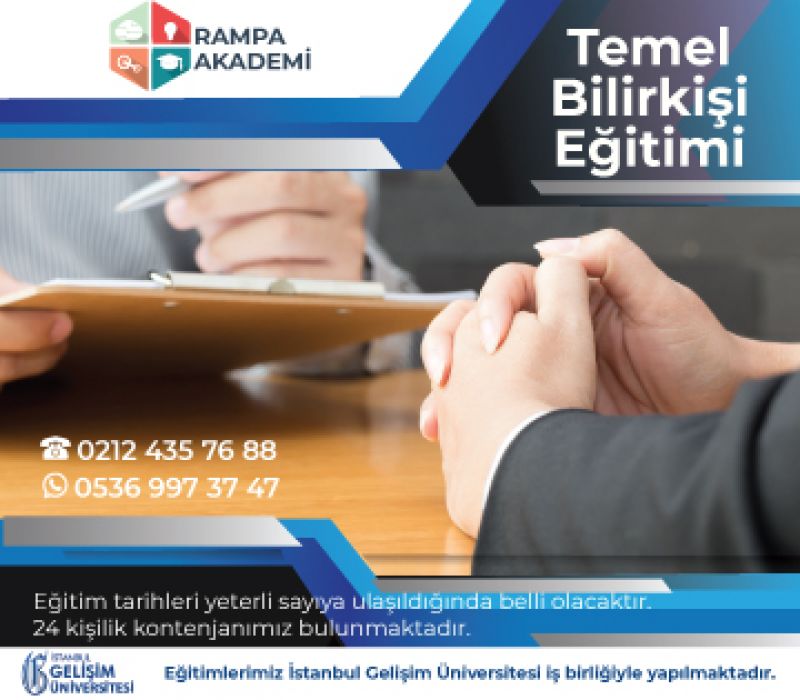 RAMPA
AKADEMİ
Temel
Bilirkişi
Eğitimi
0212 435 76 88
0536 997 37 47
Eğitim tarihleri yeterli sayıya ulaşıldığında belli olacaktır.
24 kişilik kontenjanımız bulunmaktadır.
İSTANBUL
GELİŞİM
ÜNİVERSİTESİ
Eğitimlerimiz İstanbul Gelişim Üniversitesi iş birliğiyle yapılmaktadır.